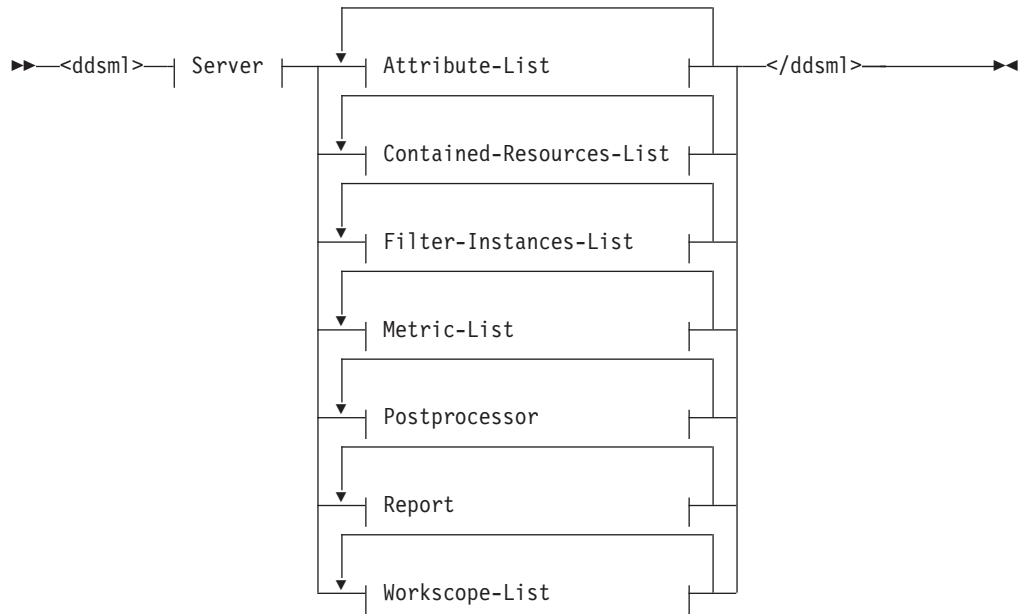 <ddsml> Server Attribute-List </ddsml>
Contained-Resources-List
Filter-Instances-List
Metric-List
Postprocessor
Report
Workscope-List